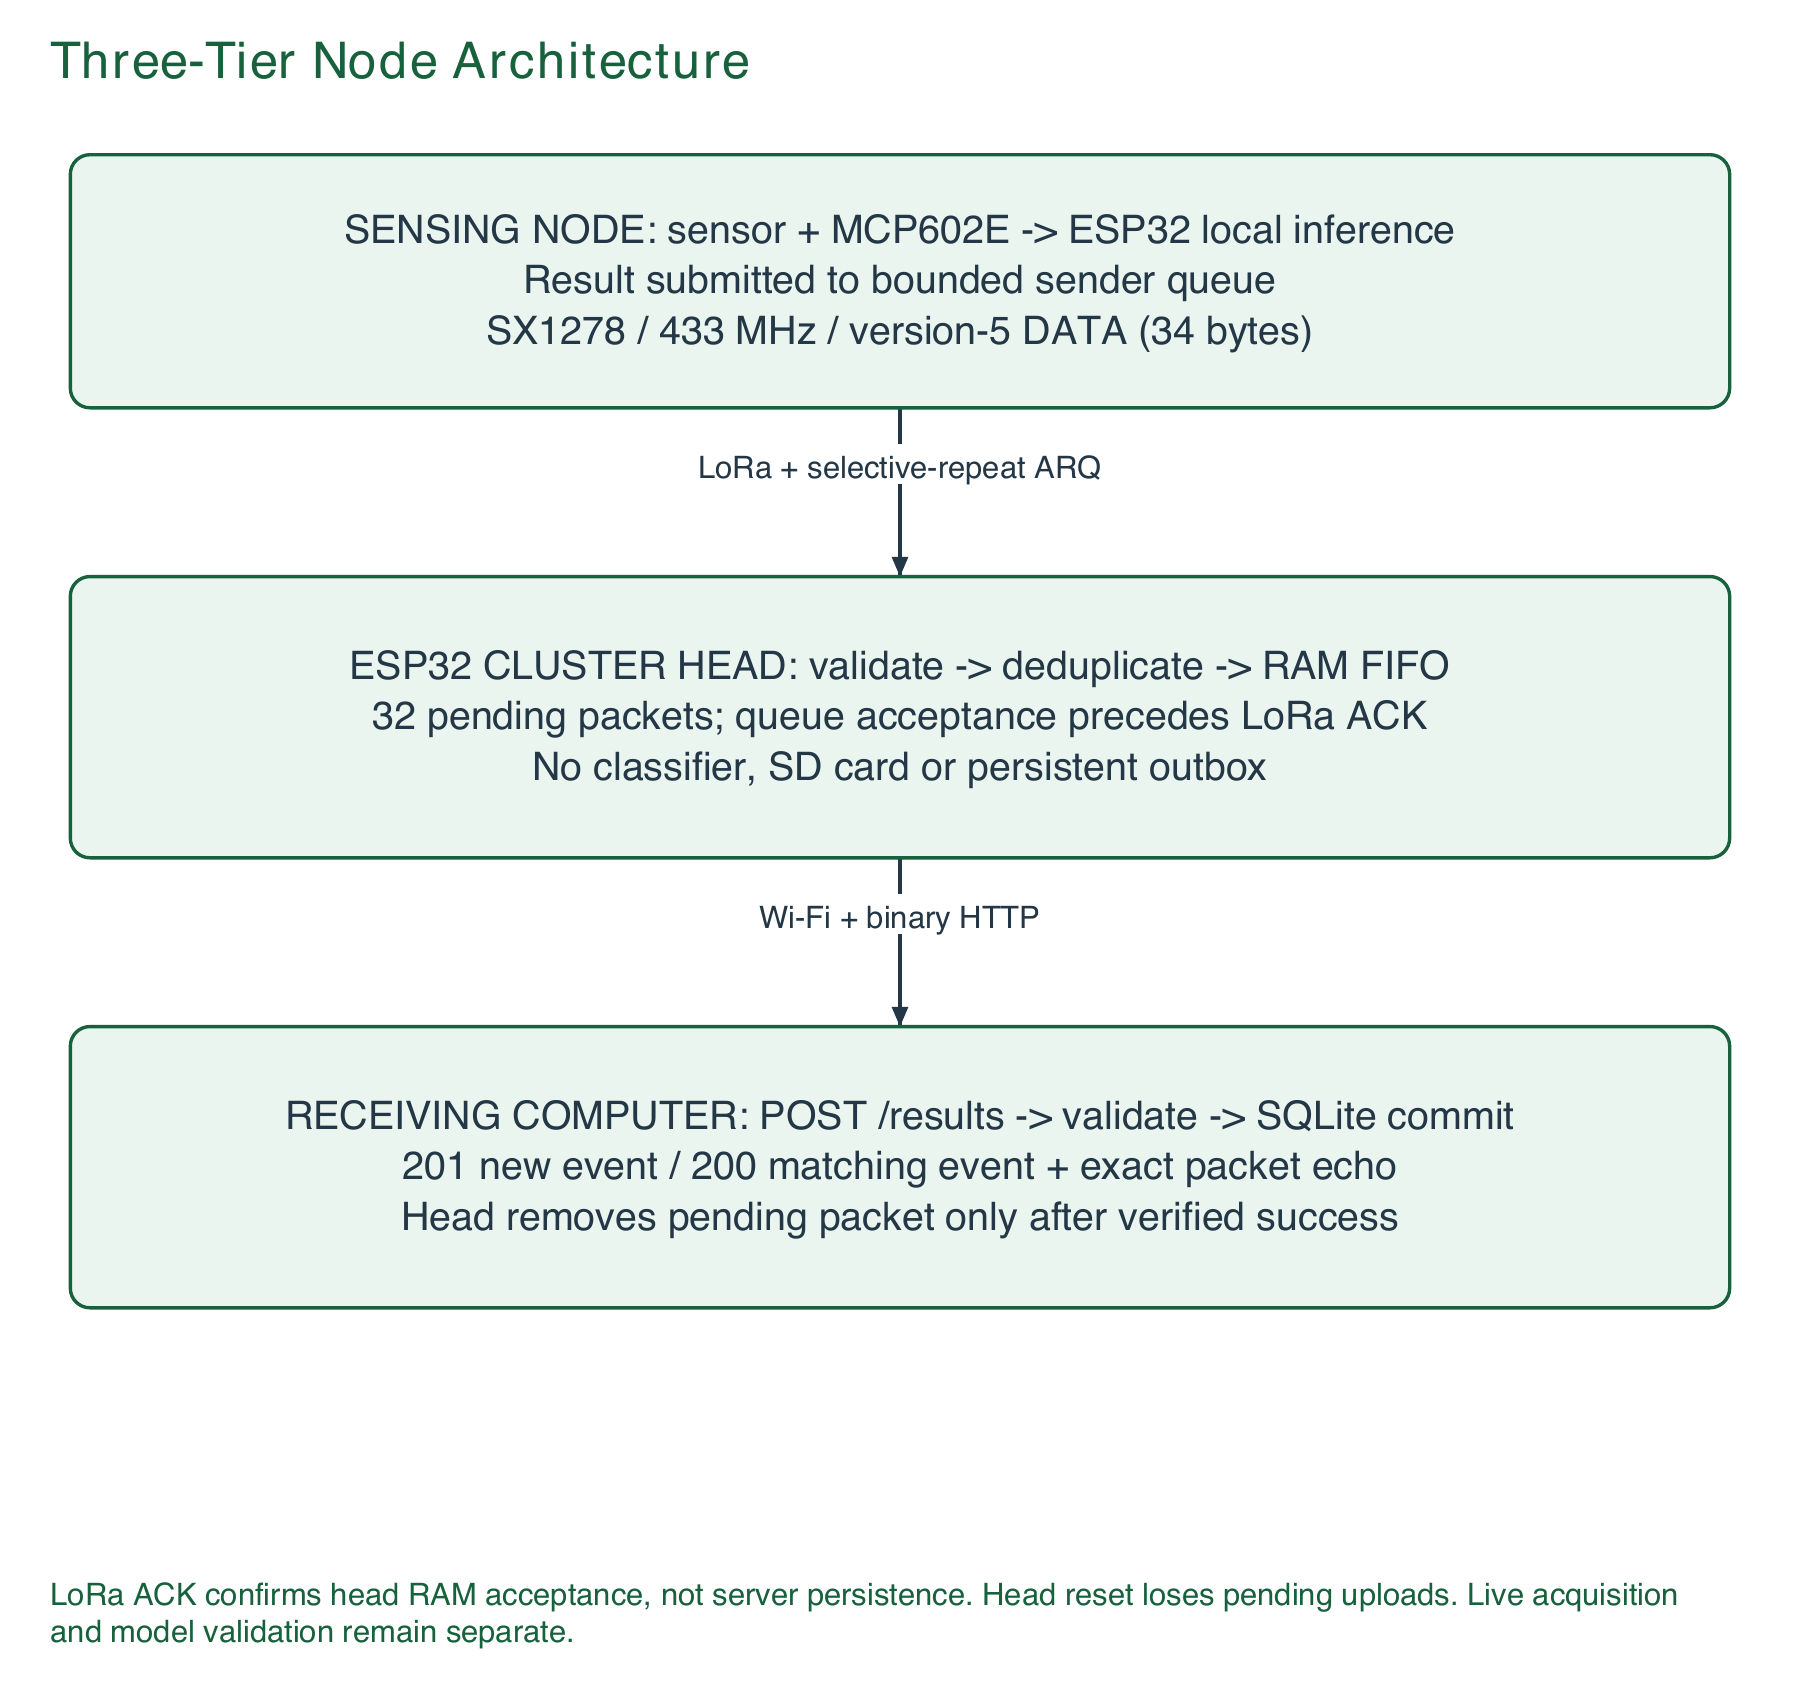 Three-Tier Node Architecture
SENSING NODE: sensor + MCP602E -> ESP32 local inference
Result submitted to bounded sender queue
SX1278 / 433 MHz / version-5 DATA (34 bytes)
LoRa + selective-repeat ARQ
ESP32 CLUSTER HEAD: validate -> deduplicate -> RAM FIFO
32 pending packets; queue acceptance precedes LoRa ACK
No classifier, SD card or persistent outbox
Wi-Fi + binary HTTP
RECEIVING COMPUTER: POST /results -> validate -> SQLite commit
201 new event / 200 matching event + exact packet echo
Head removes pending packet only after verified success
LoRa ACK confirms head RAM acceptance, not server persistence. Head reset loses pending uploads. Live acquisition
and model validation remain separate.